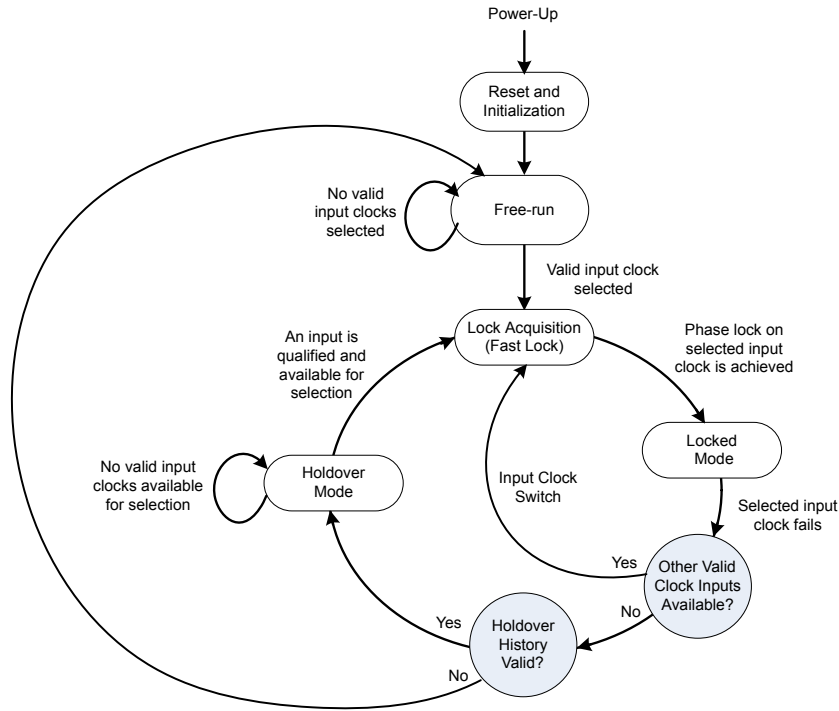 Power-Up
Reset and
Initialization
No valid
input clocks
selected
Free-run
Valid input clock
selected
Lock Acquisition
(Fast Lock)
An input is
qualified and
available for
selection
Phase lock on
selected input
clock is achieved
Locked
Mode
No valid input
clocks available
for selection
Holdover
Mode
Input Clock
Switch
Selected input
clock fails
Yes
Other Valid
Clock Inputs
Available?
No
Yes
Holdover
History
Valid?
No